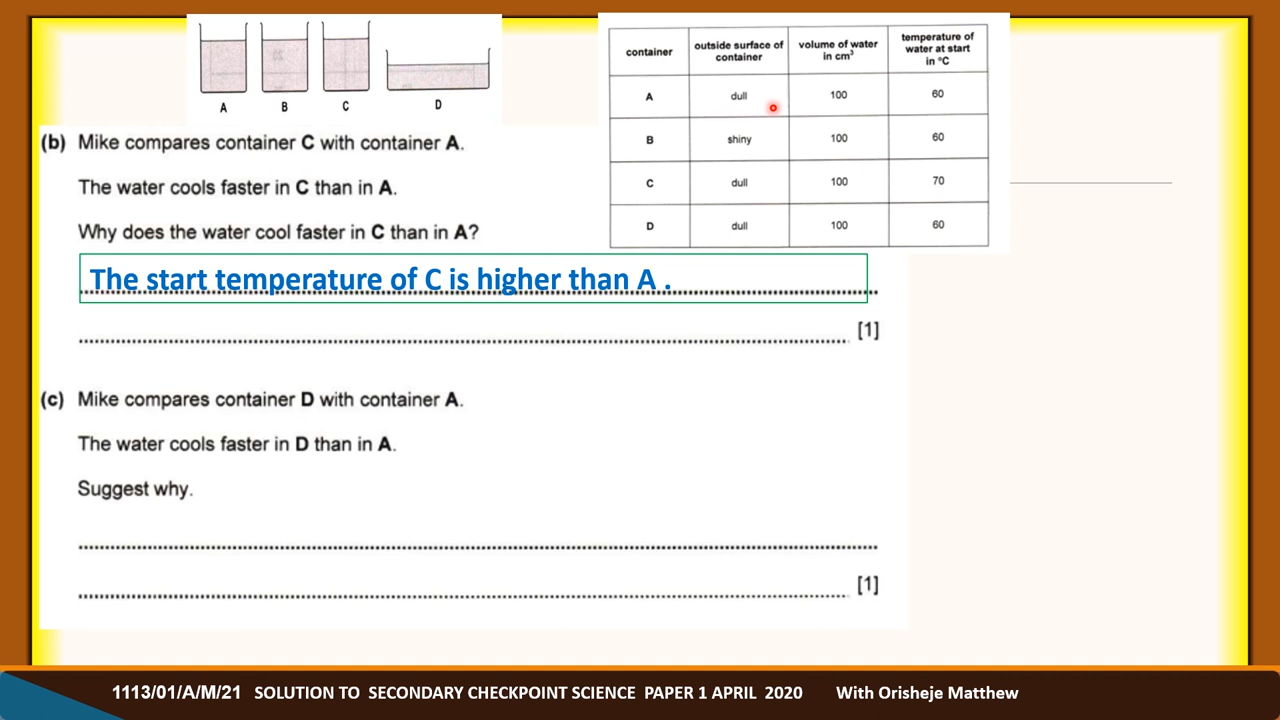 A B C D
container outside surface of container volume of water in cm³ temperature of water at start in °C
A dull 100 60
B shiny 100 60
C dull 100 70
D dull 100 60
(b) Mike compares container C with container A.
The water cools faster in C than in A.
Why does the water cool faster in C than in A?
The start temperature of C is higher than A .
[1]
(c) Mike compares container D with container A.
The water cools faster in D than in A.
Suggest why.
[1]
1113/01/A/M/21 SOLUTION TO SECONDARY CHECKPOINT SCIENCE PAPER 1 APRIL 2020 With Orisheje Matthew